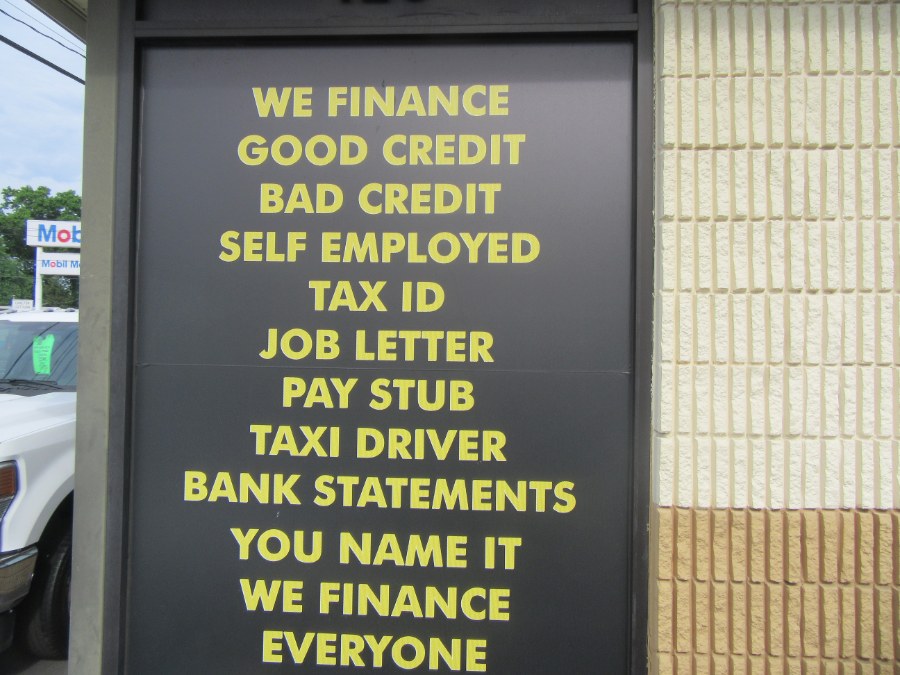 WE FINANCE
GOOD CREDIT
BAD CREDIT
SELF EMPLOYED
TAX ID
JOB LETTER
PAY STUB
TAXI DRIVER
BANK STATEMENTS
YOU NAME IT
WE FINANCE
EVERYONE
Mob
Mobil